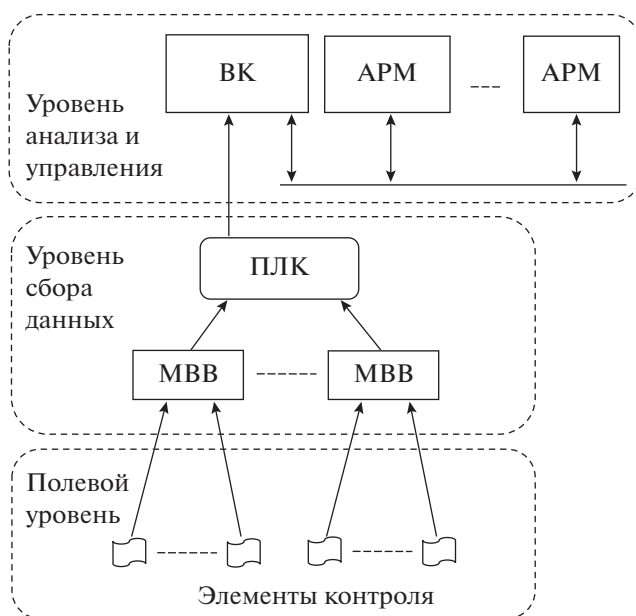 ВК
АРМ
АРМ
Уровень
анализа и
управления
Уровень
сбора
данных
ПЛК
МВВ
МВВ
Полевой
уровень
Элементы контроля